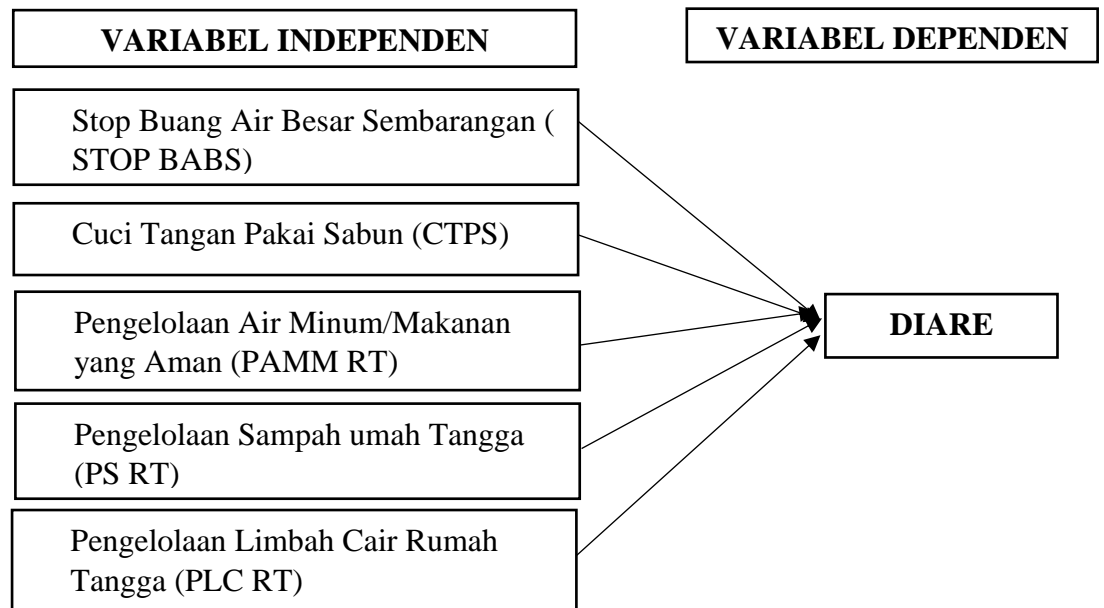 VARIABEL INDEPENDEN
VARIABEL DEPENDEN
Stop Buang Air Besar Sembarangan (
STOP BABS)
Cuci Tangan Pakai Sabun (CTPS)
Pengelolaan Air Minum/Makanan
yang Aman (PAMM RT)
DIARE
Pengelolaan Sampah umah Tangga
(PS RT)
Pengelolaan Limbah Cair Rumah
Tangga (PLC RT)